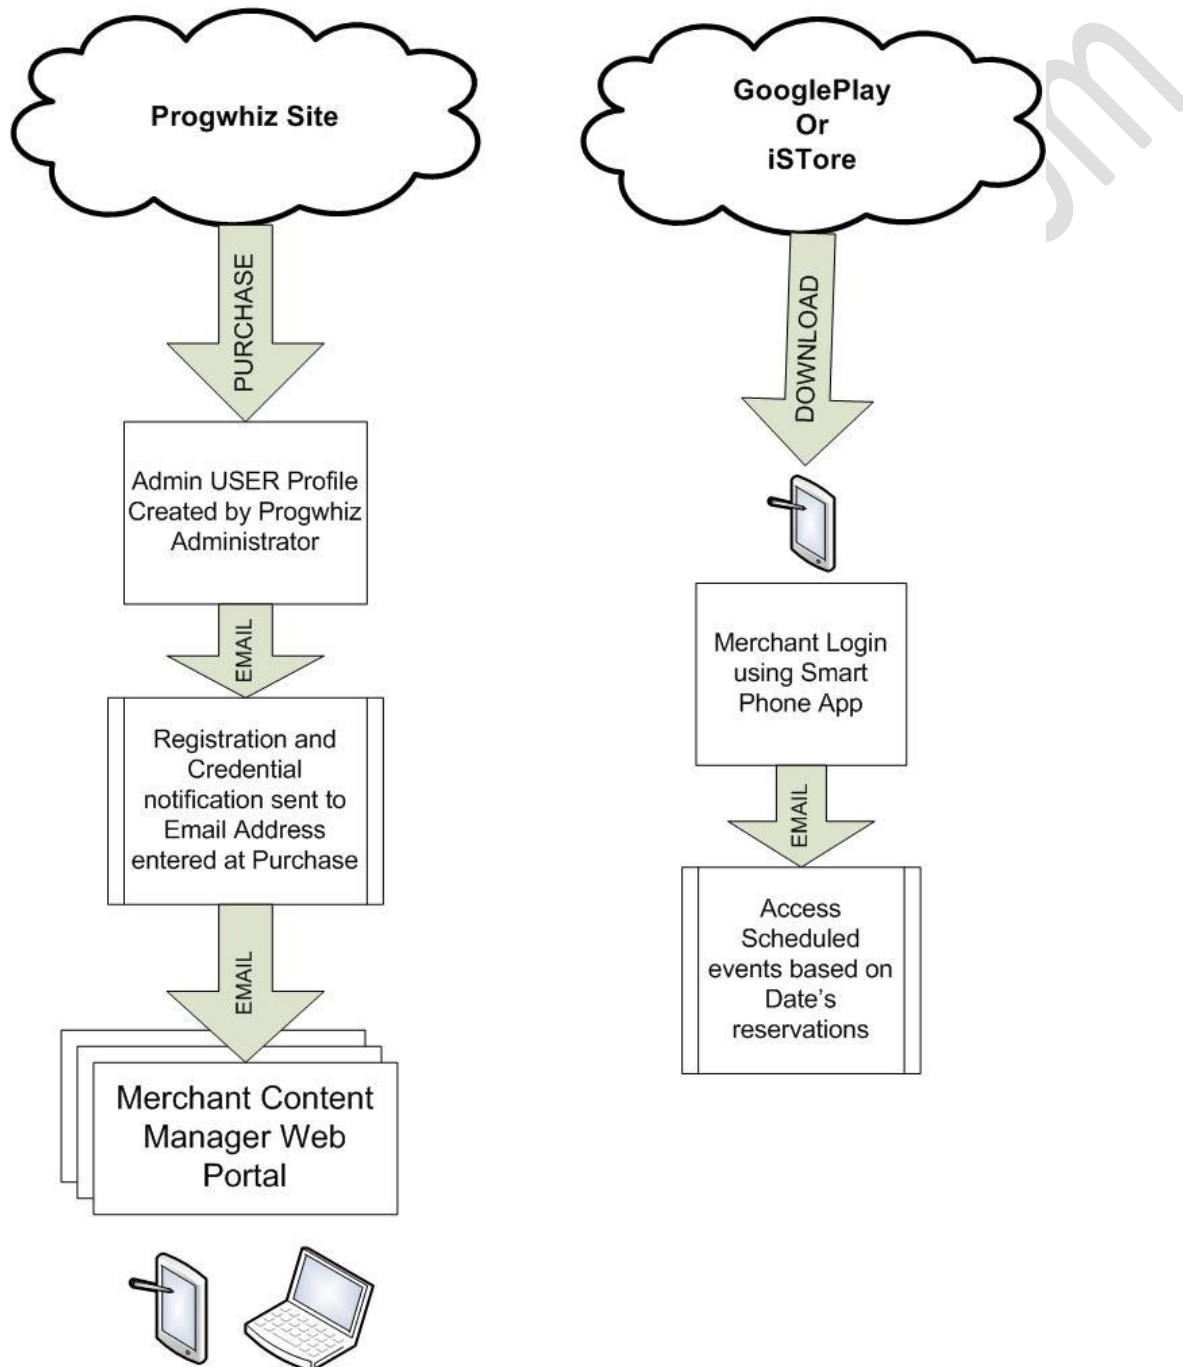 Progwhiz Site
PURCHASE
Admin USER Profile
Created by Progwhiz
Administrator
EMAIL
Registration and
Credential
notification sent to
Email Address
entered at Purchase
EMAIL
Merchant Content
Manager Web
Portal
GooglePlay
Or
iSTore
DOWNLOAD
Merchant Login
using Smart
Phone App
EMAIL
Access
Scheduled
events based on
Date's
reservations